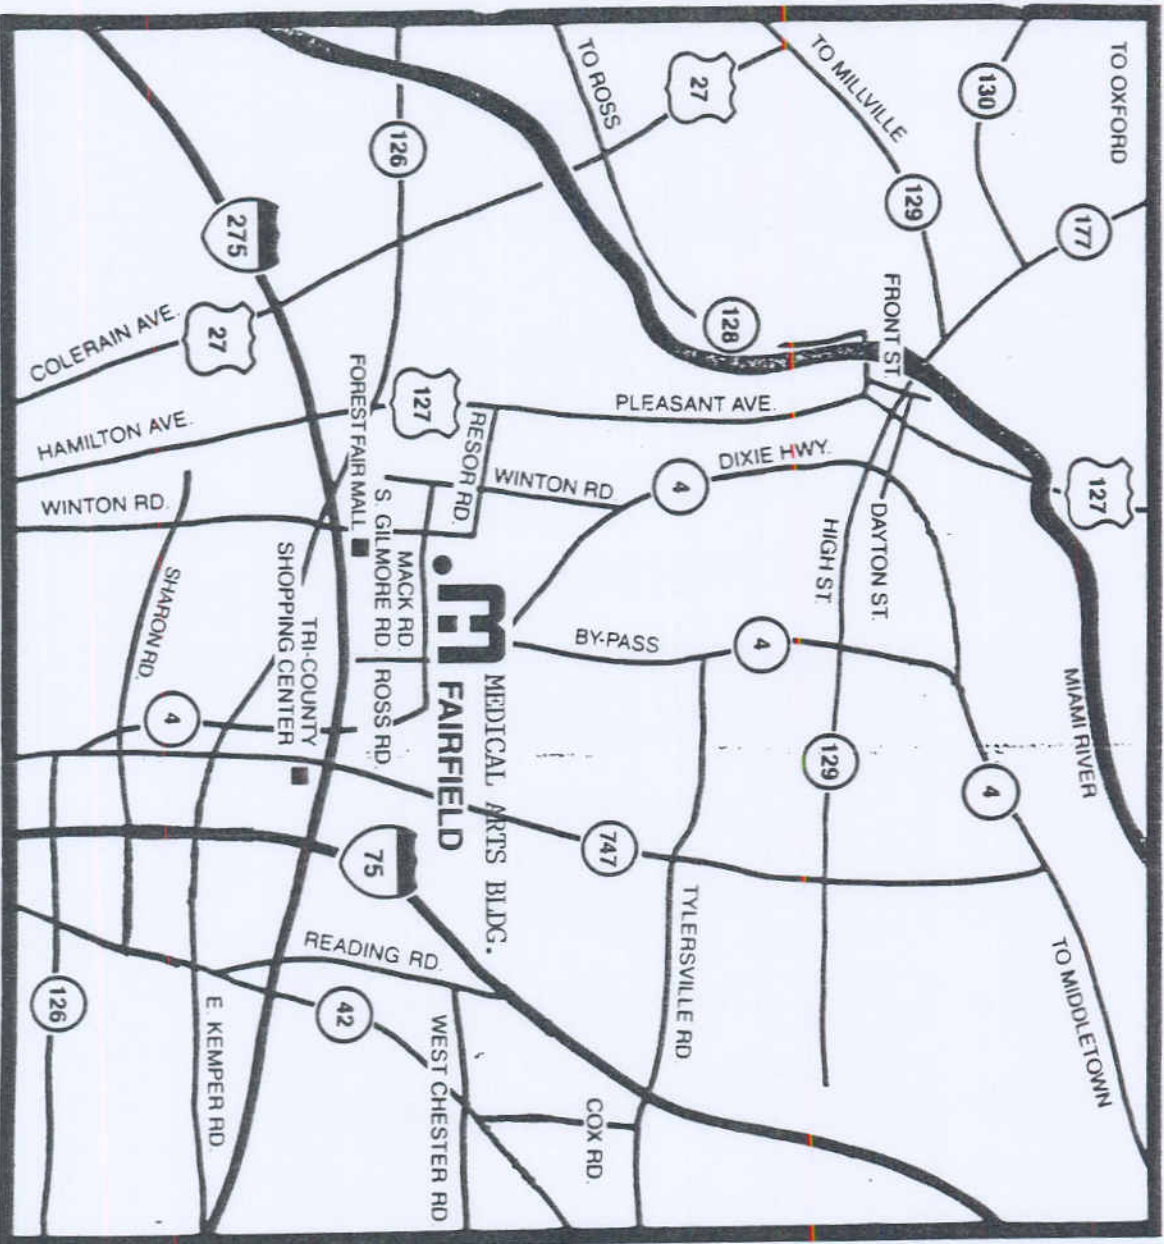 TO OXFORD
130
177
TO MILLVILLE
129
27
TO ROSS
128
126
FRONT ST.
127
MIAMI RIVER
PLEASANT AVE.
DIXIE HWY.
4
DAYTON ST.
HIGH ST.
129
4
TO MIDDLETOWN
BY-PASS
4
RESOR RD.
WINTON RD
127
275
27
COLERAIN AVE.
HAMILTON AVE.
WINTON RD.
FOREST FAIR MALL
S. GILMORE RD.
MACK RD.
ROSS RD.
MEDICAL ARTS BLDG.
FAIRFIELD
TRI-COUNTY
SHOPPING CENTER
SHARON RD.
4
747
TYLERSVILLE RD.
75
READING RD.
42
WEST CHESTER RD
COX RD.
E. KEMPER RD.
126